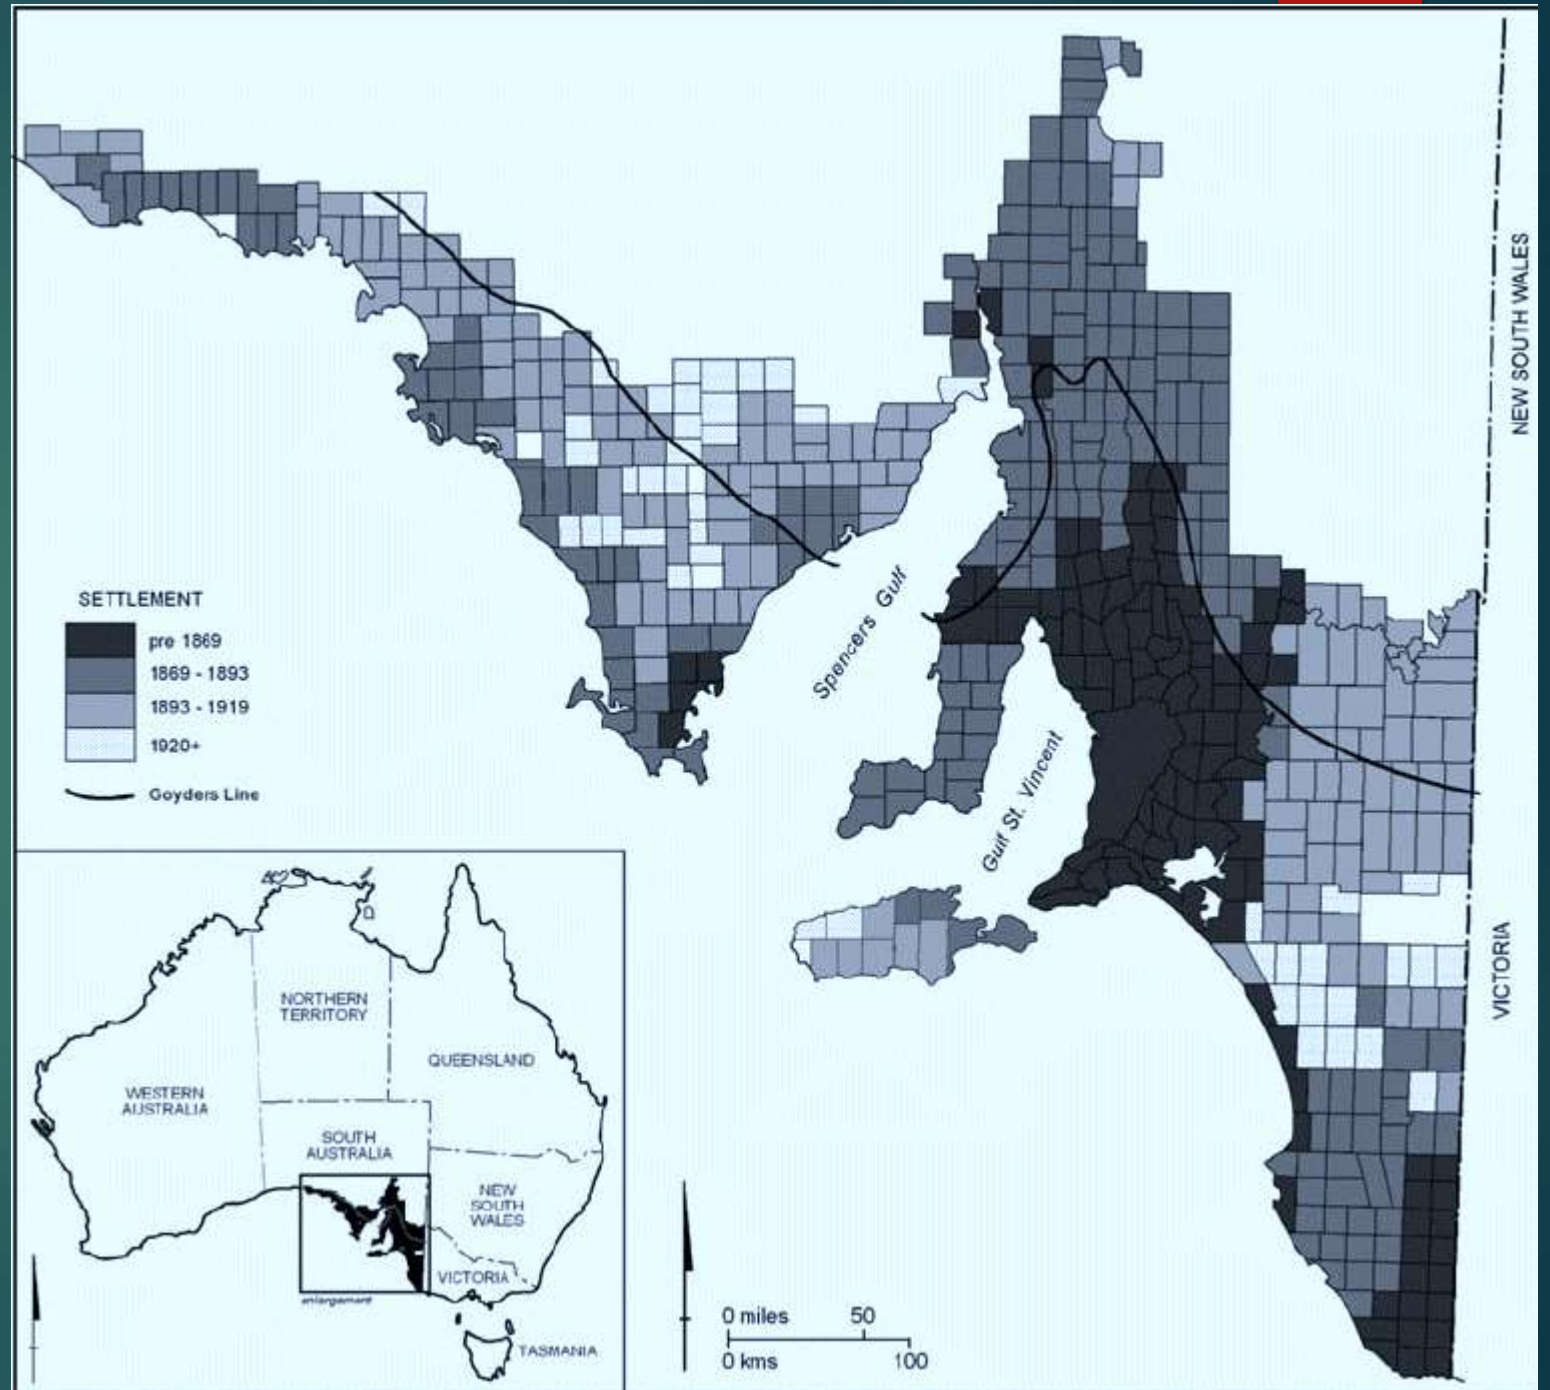 NEW SOUTH WALES
SETTLEMENT
pre 1869
1869 - 1893
1893 - 1919
1920+
Goyders Line
Spencers Gulf
Gulf St. Vincent
VICTORIA
NORTHERN
TERRITORY
QUEENSLAND
WESTERN
AUSTRALIA
SOUTH
AUSTRALIA
NEW
SOUTH
WALES
VICTORIA
enlargement
TASMANIA
0 miles 50
0 kms 100